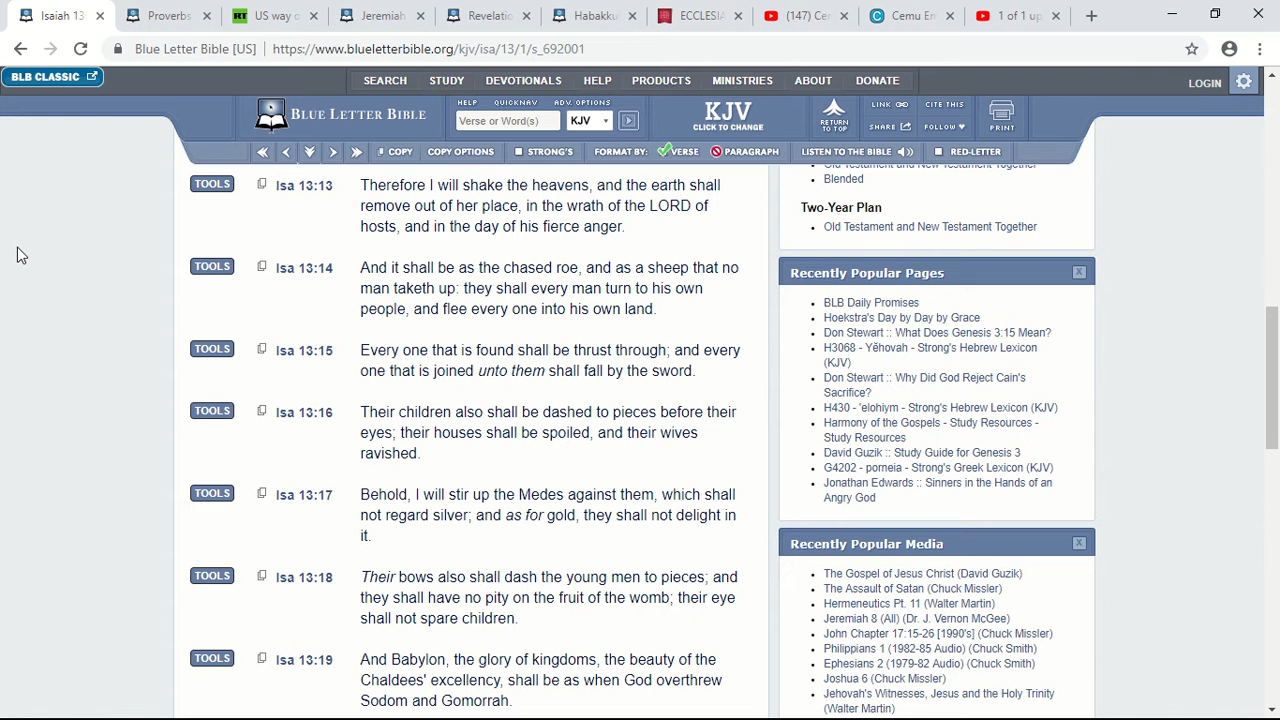 Isaiah 13
Proverbs
US way o
Jeremia
Revelati
Habakku
ECCLESIA
(147) Ce
Cemu E
1 of 1 up
Blue Letter Bible [US] https://www.blueletterbible.org/kjv/isa/13/1/s_692001
BLB CLASSIC
SEARCH STUDY DEVOTIONALS HELP PRODUCTS MINISTRIES ABOUT DONATE
LOGIN
BLUE LETTER BIBLE
HELP QUICKNAV ADV. OPTIONS
Verse or Word(s) KJV
KJV
CLICK TO CHANGE
RETURN
TO TOP
LINK CITE THIS
SHARE FOLLOW
PRINT
COPY COPY OPTIONS STRONG'S FORMAT BY: VERSE PARAGRAPH LISTEN TO THE BIBLE RED-LETTER
TOOLS Isa 13:13 Therefore I will shake the heavens, and the earth shall
remove out of her place, in the wrath of the LORD of
hosts, and in the day of his fierce anger.
TOOLS Isa 13:14 And it shall be as the chased roe, and as a sheep that no
man taketh up: they shall every man turn to his own
people, and flee every one into his own land.
TOOLS Isa 13:15 Every one that is found shall be thrust through; and every
one that is joined unto them shall fall by the sword.
TOOLS Isa 13:16 Their children also shall be dashed to pieces before their
eyes; their houses shall be spoiled, and their wives
ravished.
TOOLS Isa 13:17 Behold, I will stir up the Medes against them, which shall
not regard silver; and as for gold, they shall not delight in
it.
TOOLS Isa 13:18 Their bows also shall dash the young men to pieces; and
they shall have no pity on the fruit of the womb; their eye
shall not spare children.
TOOLS Isa 13:19 And Babylon, the glory of kingdoms, the beauty of the
Chaldees' excellency, shall be as when God overthrew
Sodom and Gomorrah.
Old Testament and New Testament Together
Blended
Two-Year Plan
Old Testament and New Testament Together
Recently Popular Pages
BLB Daily Promises
Hoekstra's Day by Day by Grace
Don Stewart :: What Does Genesis 3:15 Mean?
H3068 - Yĕhovah - Strong's Hebrew Lexicon
(KJV)
Don Stewart :: Why Did God Reject Cain's
Sacrifice?
H430 - 'elohiym - Strong's Hebrew Lexicon (KJV)
Harmony of the Gospels - Study Resources -
Study Resources
David Guzik :: Study Guide for Genesis 3
G4202 - porneia - Strong's Greek Lexicon (KJV)
Jonathan Edwards :: Sinners in the Hands of an
Angry God
Recently Popular Media
The Gospel of Jesus Christ (David Guzik)
The Assault of Satan (Chuck Missler)
Hermeneutics Pt. 11 (Walter Martin)
Jeremiah 8 (All) (Dr. J. Vernon McGee)
John Chapter 17:15-26 [1990's] (Chuck Missler)
Philippians 1 (1982-85 Audio) (Chuck Smith)
Ephesians 2 (1979-82 Audio) (Chuck Smith)
Joshua 6 (Chuck Missler)
Jehovah's Witnesses, Jesus and the Holy Trinity
(Walter Martin)